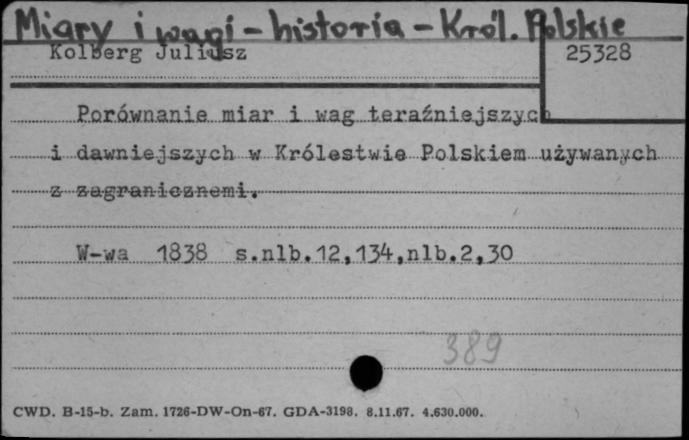 Miary i wagi - historia - Król. Polskie
Kolberg Juliusz 25328
Porównanie miar i wag teraźniejszych
i dawniejszych w Królestwie Polskiem używanych
z zagranicznemi.
W-wa 1838 s.nlb.12,134,nlb.2,30
389
CWD. B-15-b. Zam. 1726-DW-On-67. GDA-3198. 8.11.67. 4.630.000.